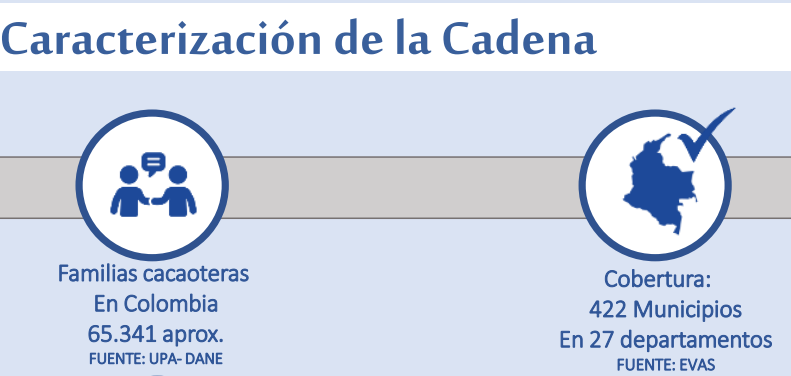 Caracterización de la Cadena
Familias cacaoteras
En Colombia
65.341 aprox.
FUENTE: UPA- DANE
Cobertura:
422 Municipios
En 27 departamentos
FUENTE: EVAS